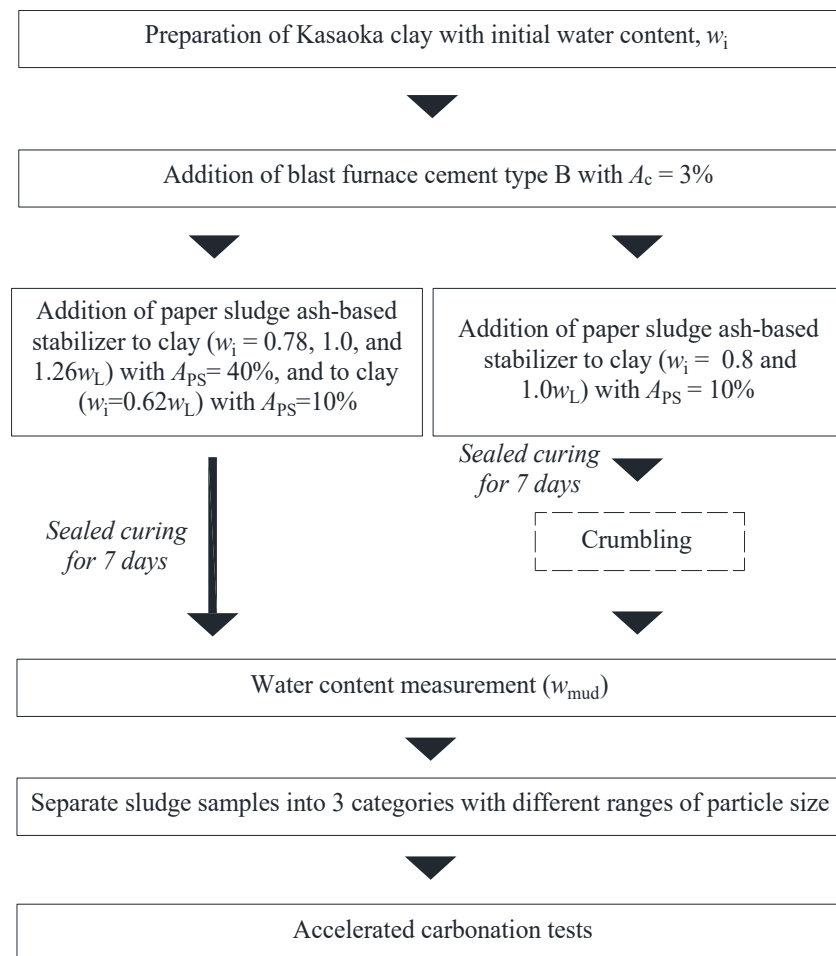 Preparation of Kasaoka clay with initial water content, wi
Addition of blast furnace cement type B with Ac = 3%
Addition of paper sludge ash-based
stabilizer to clay (wi = 0.78, 1.0, and
1.26wL) with APS= 40%, and to clay
(wi=0.62wL) with APS=10%
Addition of paper sludge ash-based
stabilizer to clay (wi = 0.8 and
1.0wL) with APS = 10%
Sealed curing
for 7 days
Sealed curing
for 7 days
Crumbling
Water content measurement (wmud)
Separate sludge samples into 3 categories with different ranges of particle size
Accelerated carbonation tests